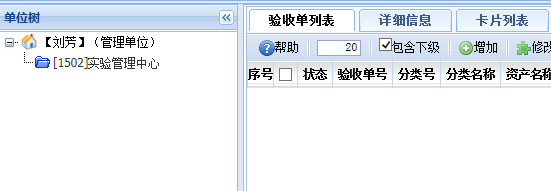 单位树
【刘芳】（管理单位）
[1502]实验管理中心
验收单列表 详细信息 卡片列表
帮助 20 包含下级 增加 修改
序号 状态 验收单号 分类号 分类名称 资产名称